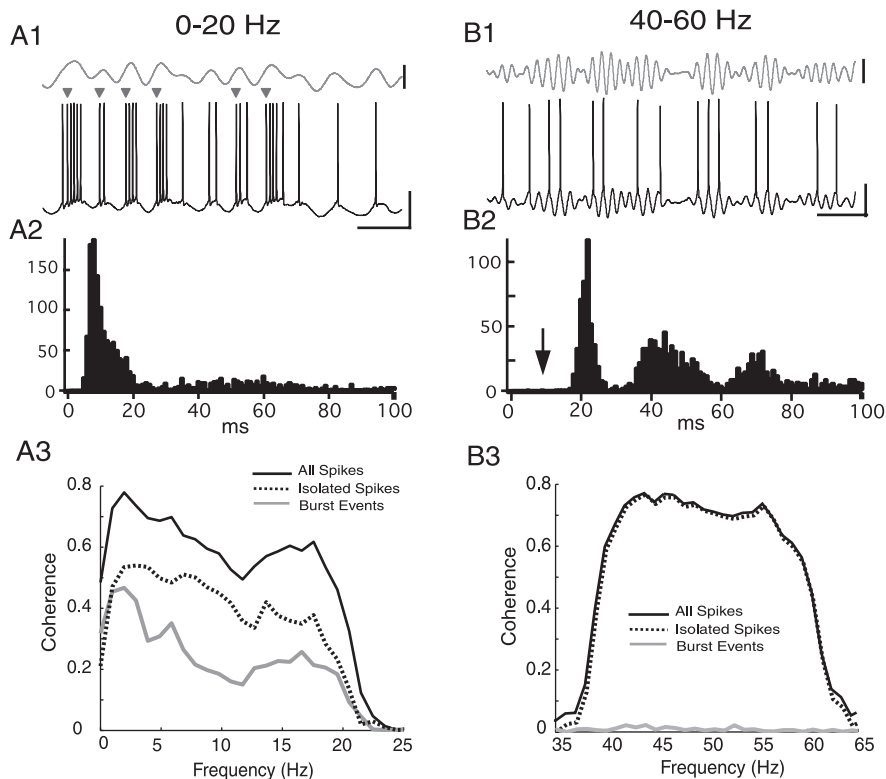 0-20 Hz
40-60 Hz
A1
B1
A2
B2
150
100
50
0
0
20
40
60
80
100
ms
100
50
0
0
20
40
60
80
100
ms
A3
B3
All Spikes
Isolated Spikes
Burst Events
0.8
0.6
0.4
0.2
0
Coherence
0
5
10
15
20
25
Frequency (Hz)
0.8
0.6
0.4
0.2
0
Coherence
All Spikes
Isolated Spikes
Burst Events
35
40
45
50
55
60
65
Frequency (Hz)